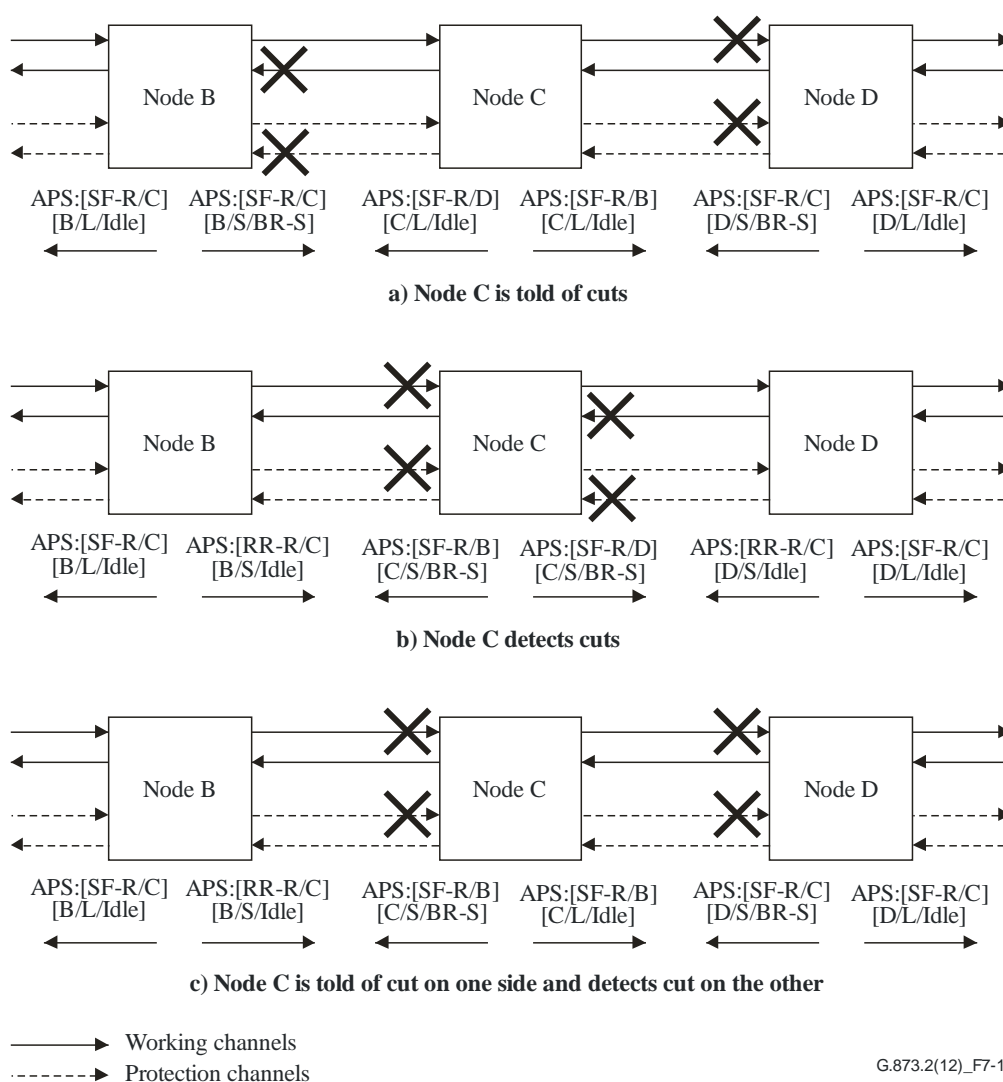 Node B Node C Node D
APS:[SF-R/C] APS:[SF-R/C] APS:[SF-R/D] APS:[SF-R/B] APS:[SF-R/C] APS:[SF-R/C]
[B/L/Idle] [B/S/BR-S] [C/L/Idle] [C/L/Idle] [D/S/BR-S] [D/L/Idle]
a) Node C is told of cuts
Node B Node C Node D
APS:[SF-R/C] APS:[RR-R/C] APS:[SF-R/B] APS:[SF-R/D] APS:[RR-R/C] APS:[SF-R/C]
[B/L/Idle] [B/S/Idle] [C/S/BR-S] [C/S/BR-S] [D/S/Idle] [D/L/Idle]
b) Node C detects cuts
Node B Node C Node D
APS:[SF-R/C] APS:[RR-R/C] APS:[SF-R/B] APS:[SF-R/B] APS:[SF-R/C] APS:[SF-R/C]
[B/L/Idle] [B/S/Idle] [C/S/BR-S] [C/L/Idle] [D/S/BR-S] [D/L/Idle]
c) Node C is told of cut on one side and detects cut on the other
Working channels
Protection channels
G.873.2(12)_F7-1